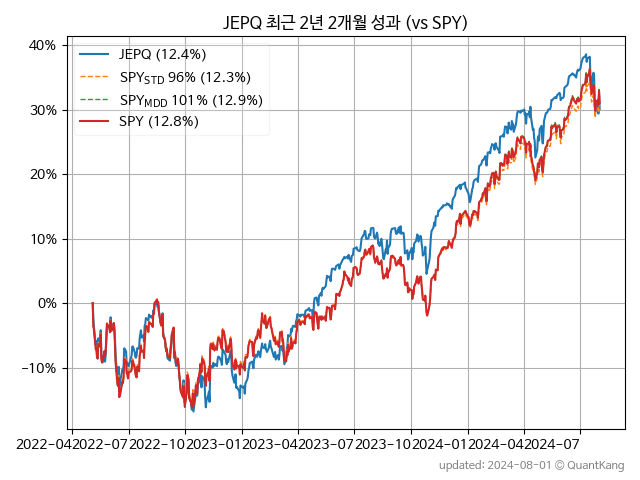 JEPQ 최근 2년 2개월 성과 (vs SPY)
JEPQ (12.4%)
SPY_STD 96% (12.3%)
SPY_MDD 101% (12.9%)
SPY (12.8%)
40%
30%
20%
10%
0%
−10%
2022-04 2022-07 2022-10 2023-01 2023-04 2023-07 2023-10 2024-01 2024-04 2024-07
updated: 2024-08-01 © QuantKang